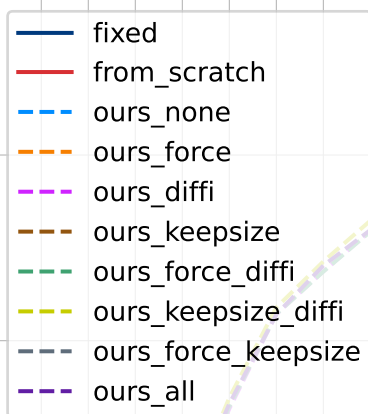 fixed
from_scratch
ours_none
ours_force
ours_diffi
ours_keepsize
ours_force_diffi
ours_keepsize_diffi
ours_force_keepsize
ours_all